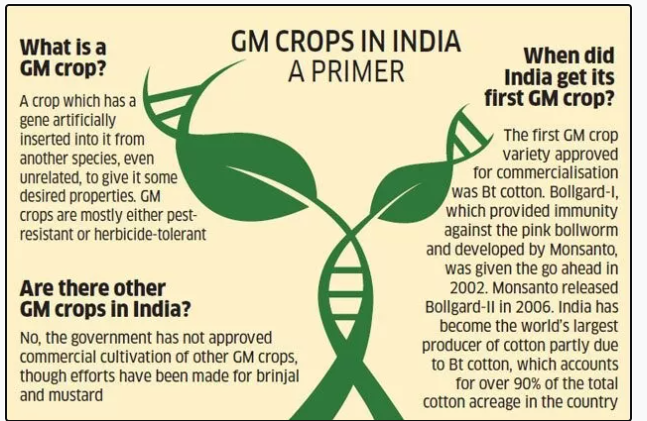 GM CROPS IN INDIA
A PRIMER
What is a
GM crop?
A crop which has a
gene artificially
inserted into it from
another species, even
unrelated, to give it some
desired properties. GM
crops are mostly either pest-
resistant or herbicide-tolerant
Are there other
GM crops in India?
No, the government has not approved
commercial cultivation of other GM crops,
though efforts have been made for brinjal
and mustard
When did
India get its
first GM crop?
The first GM crop
variety approved
for commercialisation
was Bt cotton. Bollgard-I,
which provided immunity
against the pink bollworm
and developed by Monsanto,
was given the go ahead in
2002. Monsanto released
Bollgard-II in 2006. India has
become the world's largest
producer of cotton partly due
to Bt cotton, which accounts
for over 90% of the total
cotton acreage in the country